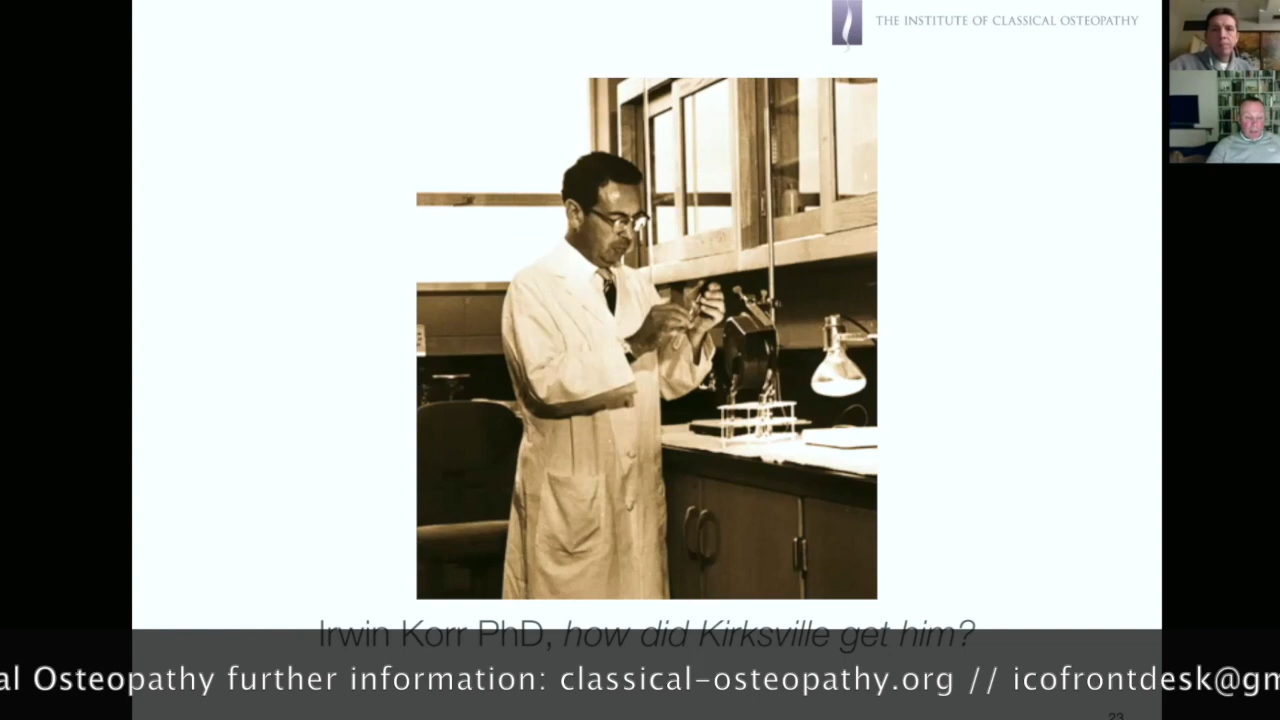 THE INSTITUTE OF CLASSICAL OSTEOPATHY
Irwin Korr PhD, how did Kirksville get him?
al Osteopathy further information: classical-osteopathy.org // icofrontdesk@gm
23